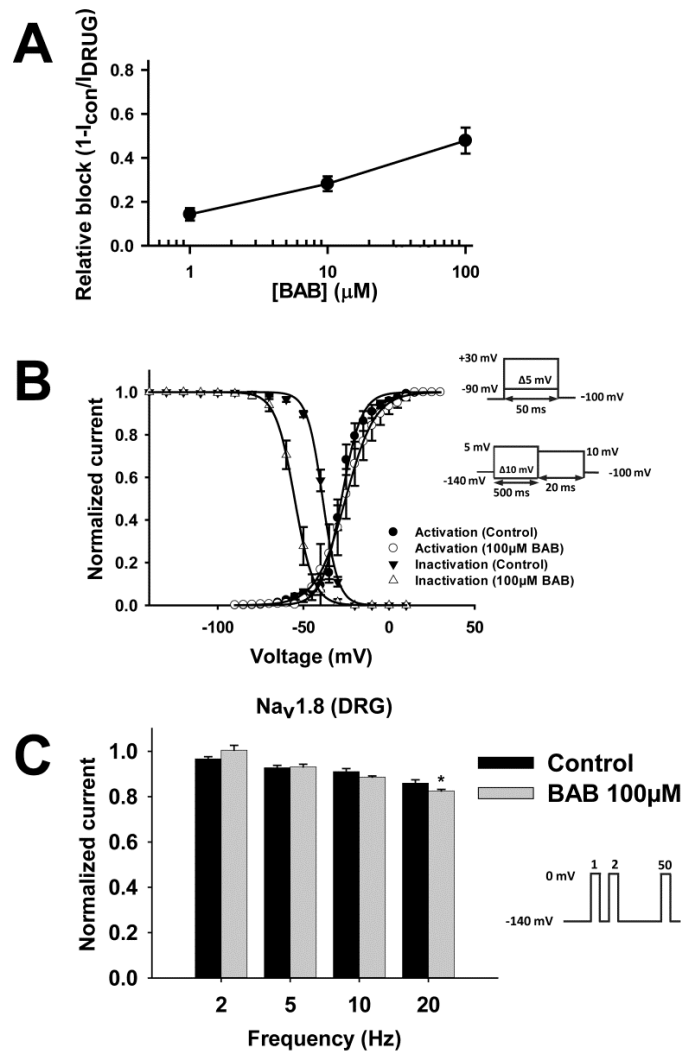 A
Relative block (1-Icon/IDRUG)
0.8
0.6
0.4
0.2
0.0
1 10 100
[BAB] (μM)
B
Normalized current
1.0
0.8
0.6
0.4
0.2
0.0
-100 -50 0 50
Voltage (mV)
+30 mV
-90 mV
Δ5 mV
-100 mV
50 ms
5 mV
10 mV
-140 mV
Δ10 mV
-100 mV
500 ms
20 ms
Activation (Control)
Activation (100μM BAB)
Inactivation (Control)
Inactivation (100μM BAB)
C
NaV1.8 (DRG)
Normalized current
1.0
0.8
0.6
0.4
0.2
0.0
*
2 5 10 20
Frequency (Hz)
Control
BAB 100μM
1 2 50
0 mV
-140 mV